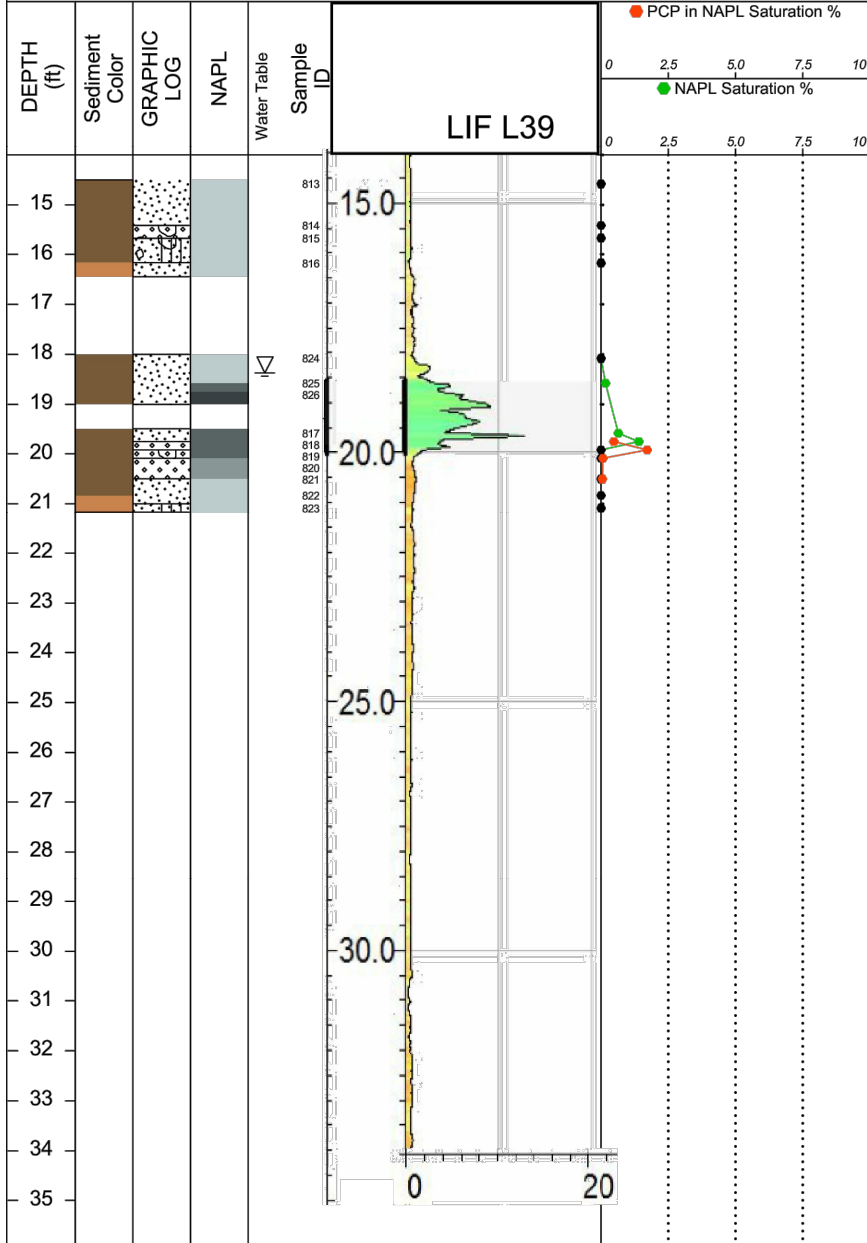 PCP in NAPL Saturation %
0 2.5 5.0 7.5 10
NAPL Saturation %
0 2.5 5.0 7.5 10
DEPTH
(ft)
Sediment
Color
GRAPHIC
LOG
NAPL
Water Table
Sample
ID
LIF L39
813
15
15.0
814
815
16
816
17
18
824
825
826
19
817
818
20
20.0
819
820
821
21
822
823
22
23
24
25
25.0
26
27
28
29
30
30.0
31
32
33
34
0 20
35